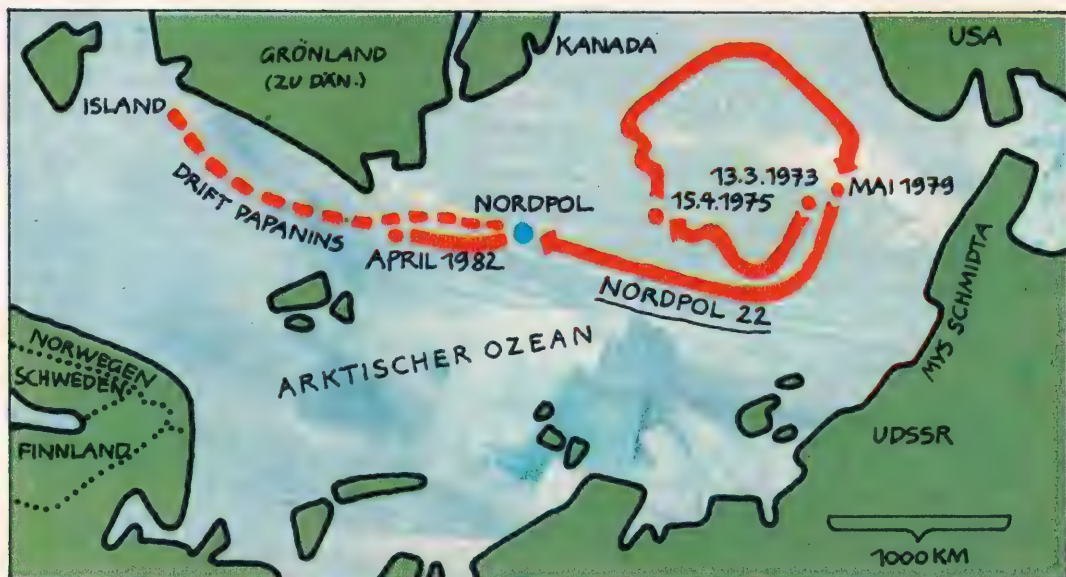 GRÖNLAND
(ZU DÄN.)
KANADA
USA
ISLAND
DRIFT PAPANINS
NORDPOL
13.3.1973
15.4.1975
MAI 1979
APRIL 1982
NORDPOL 22
MYS SCHMIDTA
ARKTISCHER OZEAN
NORWEGEN
SCHWEDEN
FINNLAND
UDSSR
1000 KM